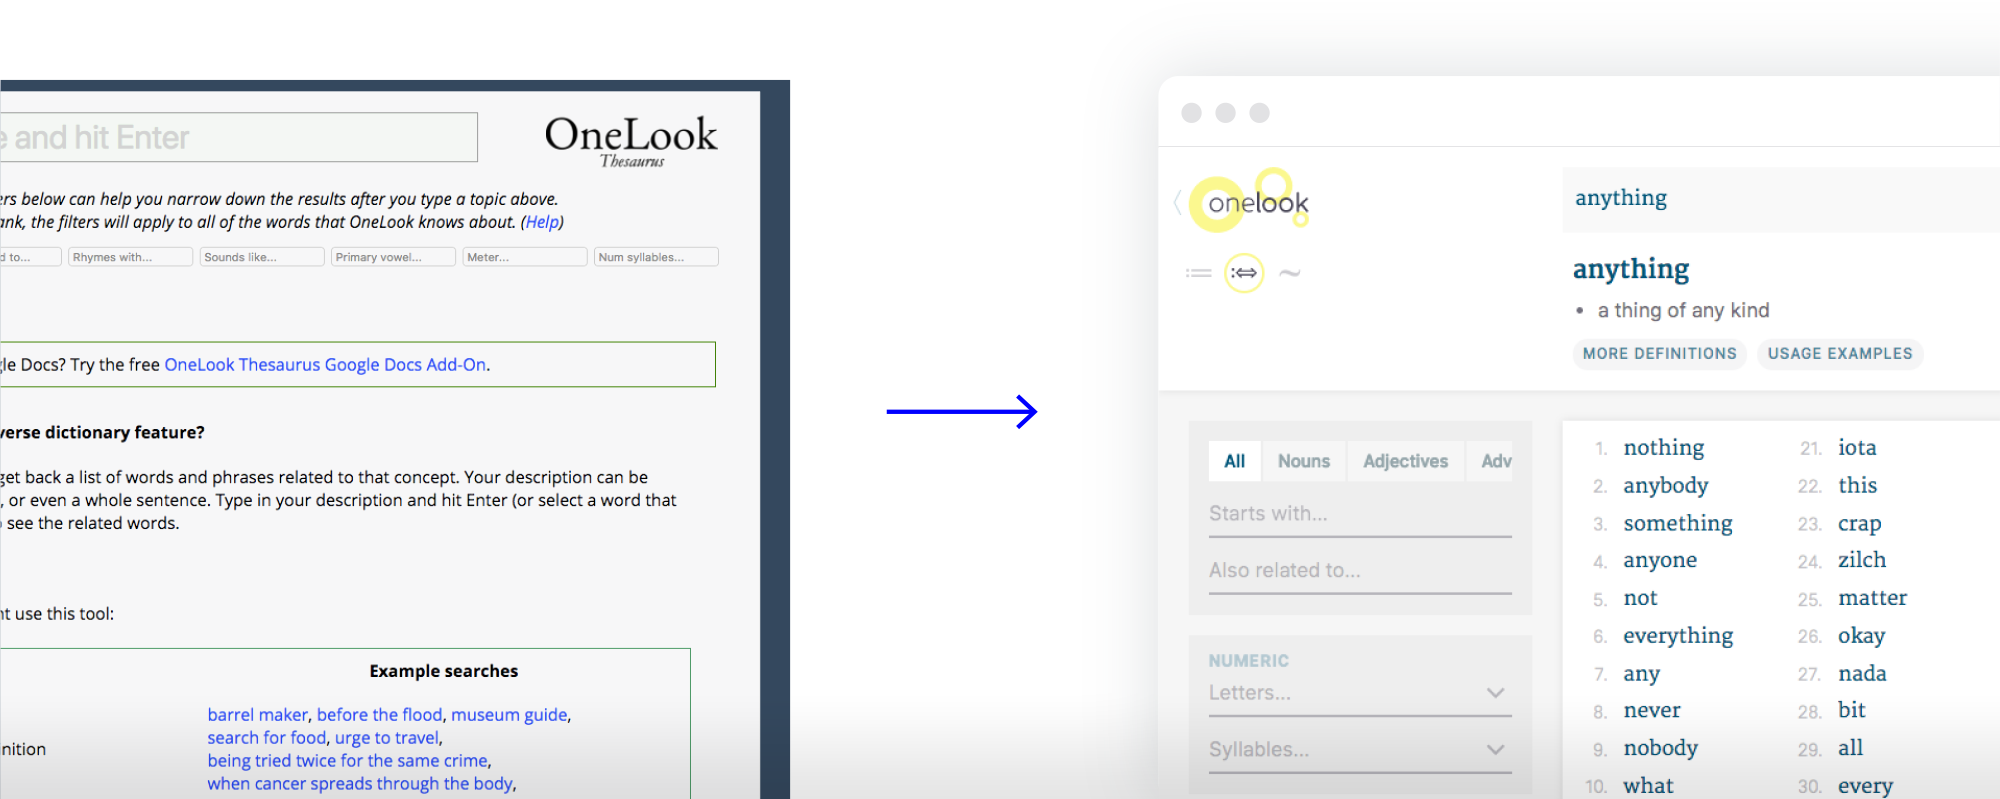 e and hit Enter
OneLook
Thesaurus
ers below can help you narrow down the results after you type a topic above.
ank, the filters will apply to all of the words that OneLook knows about. (Help)
d to...
Rhymes with...
Sounds like...
Primary vowel...
Meter...
Num syllables...
gle Docs? Try the free OneLook Thesaurus Google Docs Add-On.
verse dictionary feature?
get back a list of words and phrases related to that concept. Your description can be
, or even a whole sentence. Type in your description and hit Enter (or select a word that
see the related words.
nt use this tool:
Example searches
nition
barrel maker, before the flood, museum guide,
search for food, urge to travel,
being tried twice for the same crime,
when cancer spreads through the body,
onelook
anything
anything
• a thing of any kind
MORE DEFINITIONS
USAGE EXAMPLES
All
Nouns
Adjectives
Adv
Starts with...
Also related to...
NUMERIC
Letters...
Syllables...
1. nothing
2. anybody
3. something
4. anyone
5. not
6. everything
7. any
8. never
9. nobody
10. what
21. iota
22. this
23. crap
24. zilch
25. matter
26. okay
27. nada
28. bit
29. all
30. every